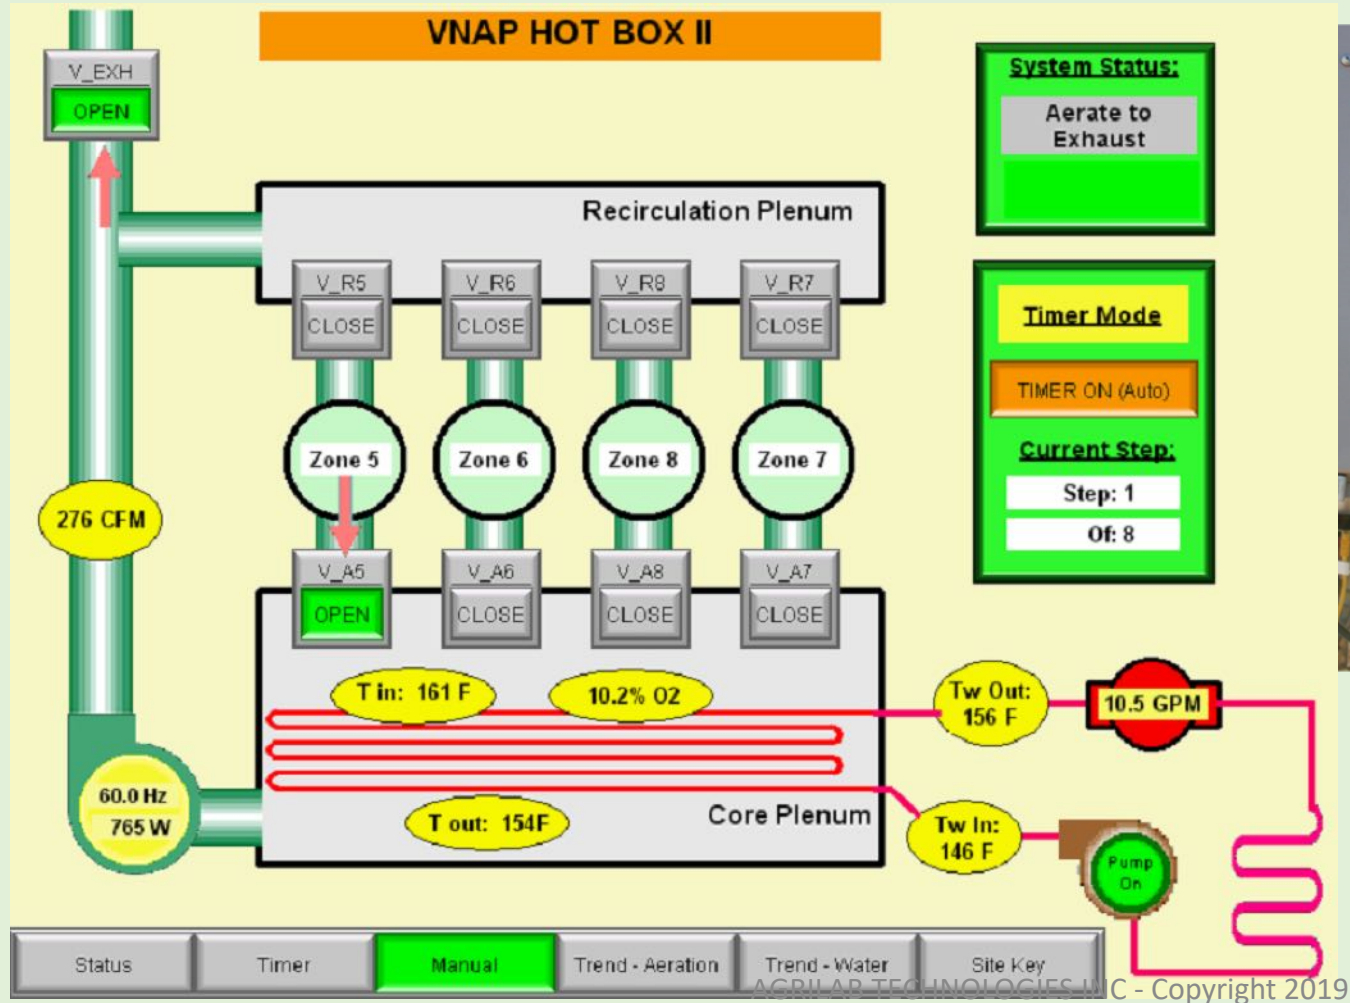 VNAP HOT BOX II
V_EXH
OPEN
System Status:
Aerate to
Exhaust
Recirculation Plenum
V_R5
CLOSE
V_R6
CLOSE
V_R8
CLOSE
V_R7
CLOSE
Timer Mode
TIMER ON (Auto)
Current Step:
Step: 1
Of: 8
Zone 5
Zone 6
Zone 8
Zone 7
276 CFM
V_A5
OPEN
V_A6
CLOSE
V_A8
CLOSE
V_A7
CLOSE
T in: 161 F
10.2% O2
Tw Out:
156 F
10.5 GPM
60.0 Hz
765 W
T out: 154F
Core Plenum
Tw In:
146 F
Pump
On
Status
Timer
Manual
Trend - Aeration
Trend - Water
Site Key
AGRILAB TECHNOLOGIES INC - Copyright 2019